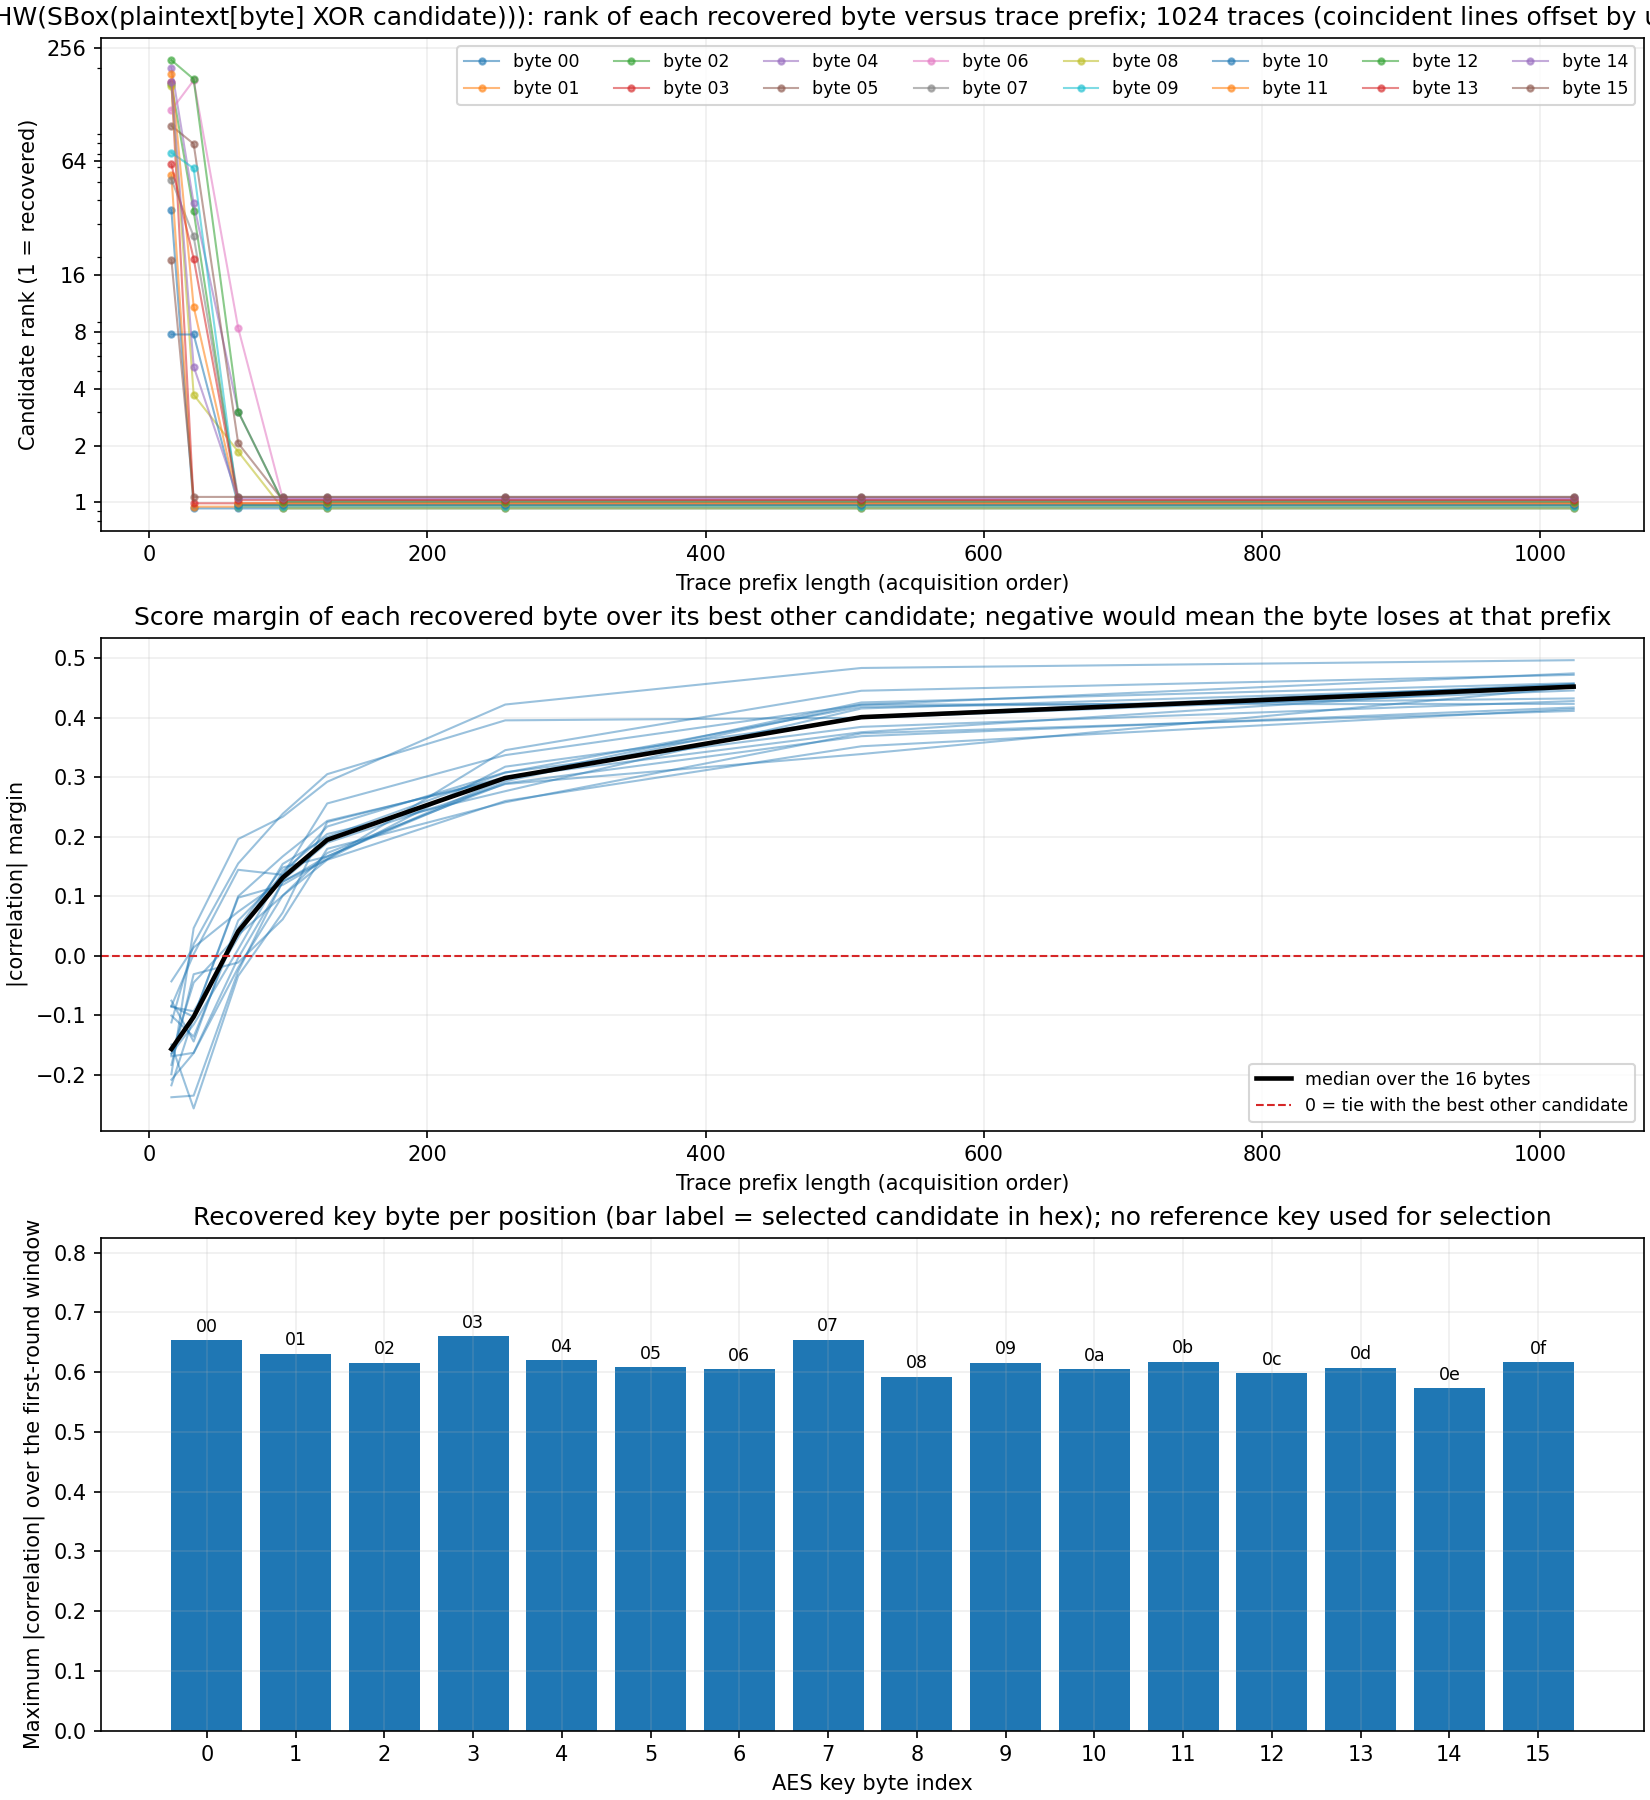 HW(SBox(plaintext[byte] XOR candidate))): rank of each recovered byte versus trace prefix; 1024 traces (coincident lines offset by
256
64
16
8
4
2
1
Candidate rank (1 = recovered)
byte 00 byte 02 byte 04 byte 06 byte 08 byte 10 byte 12 byte 14
byte 01 byte 03 byte 05 byte 07 byte 09 byte 11 byte 13 byte 15
0 200 400 600 800 1000
Trace prefix length (acquisition order)
Score margin of each recovered byte over its best other candidate; negative would mean the byte loses at that prefix
0.5
0.4
0.3
0.2
0.1
0.0
−0.1
−0.2
|correlation| margin
median over the 16 bytes
0 = tie with the best other candidate
0 200 400 600 800 1000
Trace prefix length (acquisition order)
Recovered key byte per position (bar label = selected candidate in hex); no reference key used for selection
0.8
0.7
0.6
0.5
0.4
0.3
0.2
0.1
0.0
Maximum |correlation| over the first-round window
00 01 02 03 04 05 06 07 08 09 0a 0b 0c 0d 0e 0f
0 1 2 3 4 5 6 7 8 9 10 11 12 13 14 15
AES key byte index